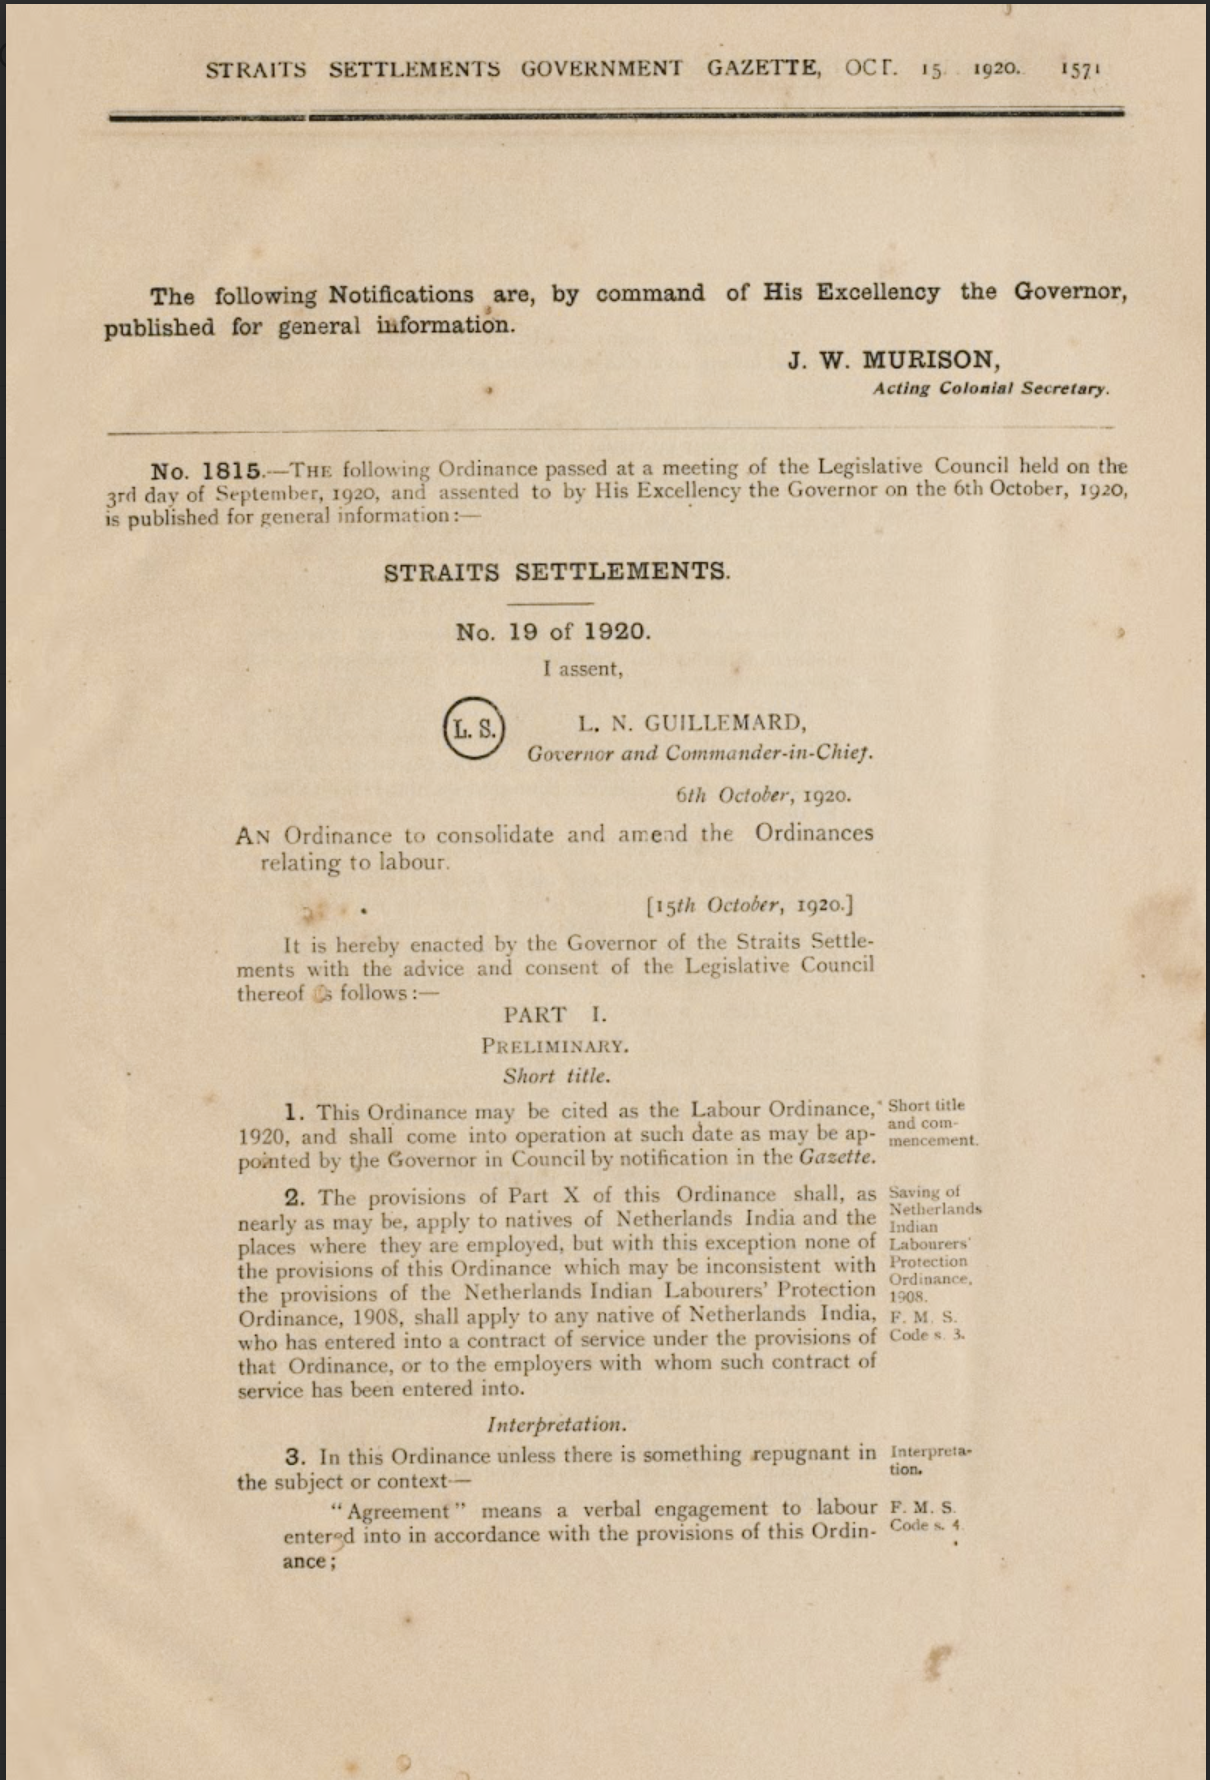 STRAITS SETTLEMENTS GOVERNMENT GAZETTE, OCT. 15. 1920. 1571
The following Notifications are, by command of His Excellency the Governor,
published for general information.
J. W. MURISON,
Acting Colonial Secretary.
No. 1815.—THE following Ordinance passed at a meeting of the Legislative Council held on the
3rd day of September, 1920, and assented to by His Excellency the Governor on the 6th October, 1920,
is published for general information:—
STRAITS SETTLEMENTS.
No. 19 of 1920.
I assent,
L. S.
L. N. GUILLEMARD,
Governor and Commander-in-Chief.
6th October, 1920.
AN Ordinance to consolidate and amend the Ordinances
relating to labour.
[15th October, 1920.]
It is hereby enacted by the Governor of the Straits Settle-
ments with the advice and consent of the Legislative Council
thereof as follows:—
PART I.
PRELIMINARY.
Short title.
1. This Ordinance may be cited as the Labour Ordinance,
1920, and shall come into operation at such date as may be ap-
pointed by the Governor in Council by notification in the Gazette.
Short title
and com-
mencement.
2. The provisions of Part X of this Ordinance shall, as
nearly as may be, apply to natives of Netherlands India and the
places where they are employed, but with this exception none of
the provisions of this Ordinance which may be inconsistent with
the provisions of the Netherlands Indian Labourers' Protection
Ordinance, 1908, shall apply to any native of Netherlands India,
who has entered into a contract of service under the provisions of
that Ordinance, or to the employers with whom such contract of
service has been entered into.
Saving of
Netherlands
Indian
Labourers'
Protection
Ordinance,
1908.
F. M. S.
Code s. 3.
Interpretation.
3. In this Ordinance unless there is something repugnant in
the subject or context—
Interpreta-
tion.
"Agreement" means a verbal engagement to labour
entered into in accordance with the provisions of this Ordin-
ance;
F. M. S.
Code s. 4.